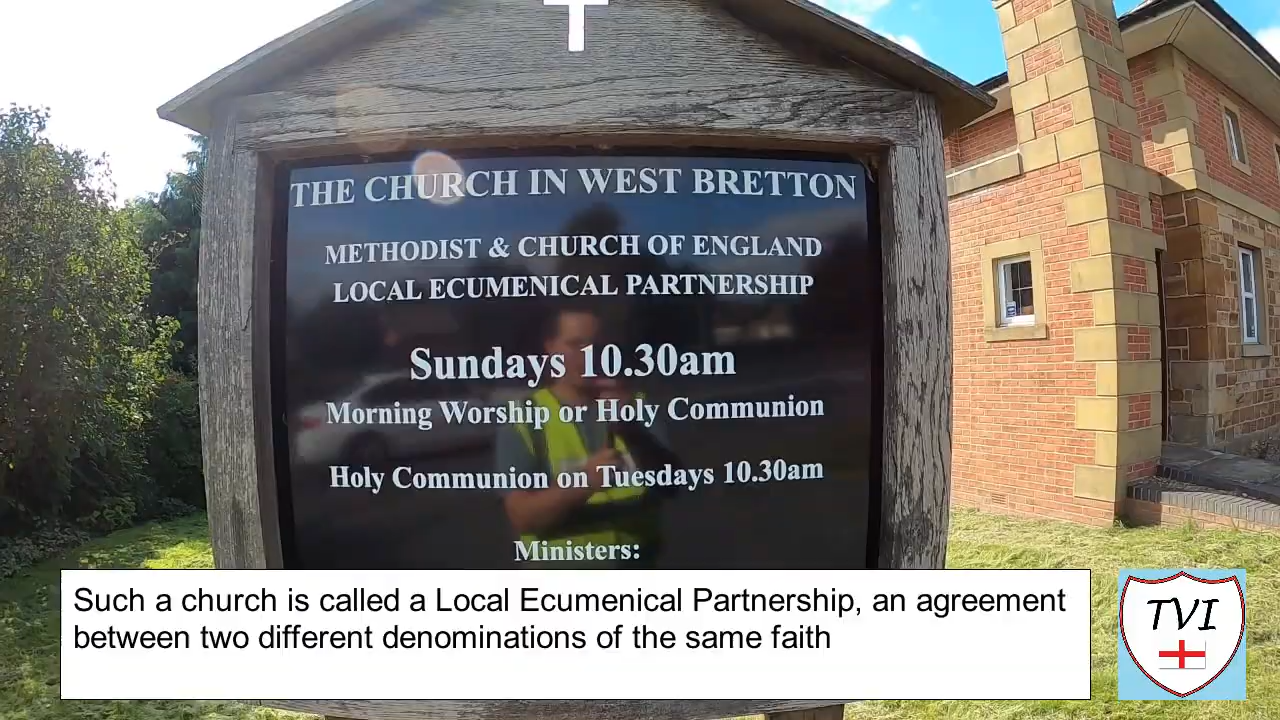 THE CHURCH IN WEST BRETTON
METHODIST & CHURCH OF ENGLAND
LOCAL ECUMENICAL PARTNERSHIP
Sundays 10.30am
Morning Worship or Holy Communion
Holy Communion on Tuesdays 10.30am
Ministers:
Such a church is called a Local Ecumenical Partnership, an agreement
between two different denominations of the same faith
TVI